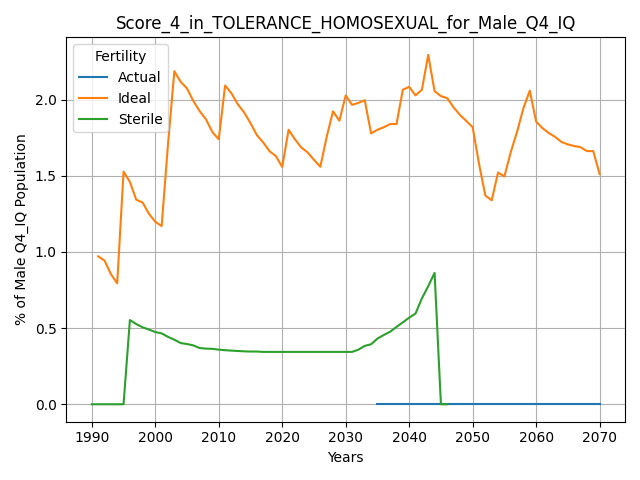 Score_4_in_TOLERANCE_HOMOSEXUAL_for_Male_Q4_IQ
Fertility
Actual
Ideal
Sterile
% of Male Q4_IQ Population
2.0
1.5
1.0
0.5
0.0
1990 2000 2010 2020 2030 2040 2050 2060 2070
Years